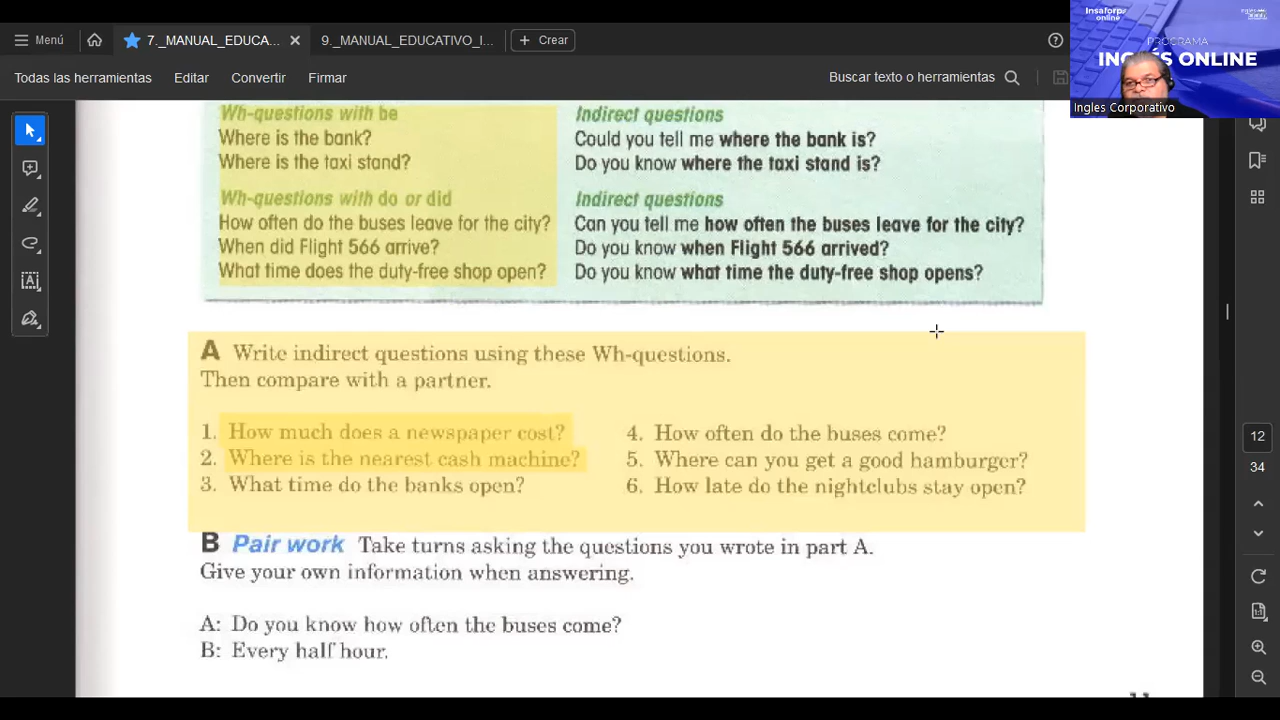 Menú
7._MANUAL_EDUCA...
9._MANUAL_EDUCATIVO_I...
Crear
Insaforp
online
PROGRAMA
INGLÉS ONLINE
Ingles Corporativo
Todas las herramientas
Editar
Convertir
Firmar
Buscar texto o herramientas
Wh-questions with be
Where is the bank?
Where is the taxi stand?
Indirect questions
Could you tell me where the bank is?
Do you know where the taxi stand is?
Wh-questions with do or did
How often do the buses leave for the city?
When did Flight 566 arrive?
What time does the duty-free shop open?
Indirect questions
Can you tell me how often the buses leave for the city?
Do you know when Flight 566 arrived?
Do you know what time the duty-free shop opens?
A Write indirect questions using these Wh-questions.
Then compare with a partner.
1. How much does a newspaper cost?
2. Where is the nearest cash machine?
3. What time do the banks open?
4. How often do the buses come?
5. Where can you get a good hamburger?
6. How late do the nightclubs stay open?
B Pair work Take turns asking the questions you wrote in part A.
Give your own information when answering.
A: Do you know how often the buses come?
B: Every half hour.
12
34